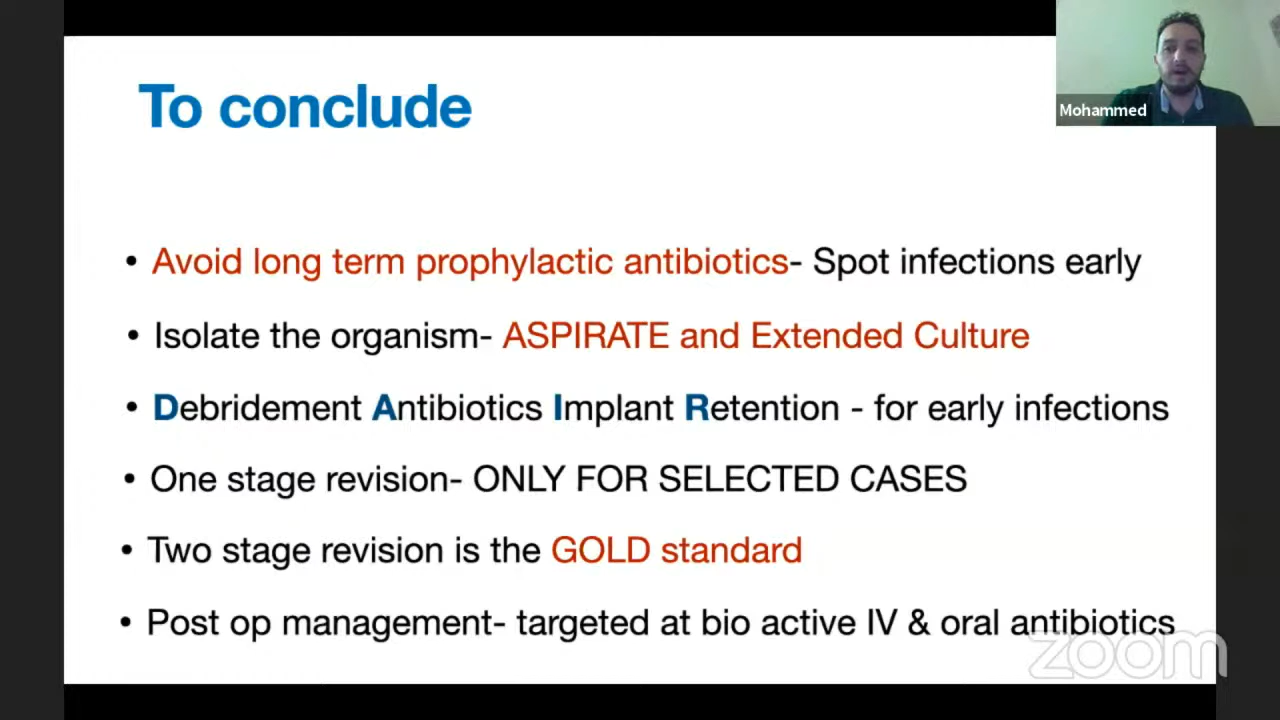 To conclude
Mohammed
• Avoid long term prophylactic antibiotics- Spot infections early
• Isolate the organism- ASPIRATE and Extended Culture
• Debridement Antibiotics Implant Retention - for early infections
• One stage revision- ONLY FOR SELECTED CASES
• Two stage revision is the GOLD standard
• Post op management- targeted at bio active IV & oral antibiotics
zoom